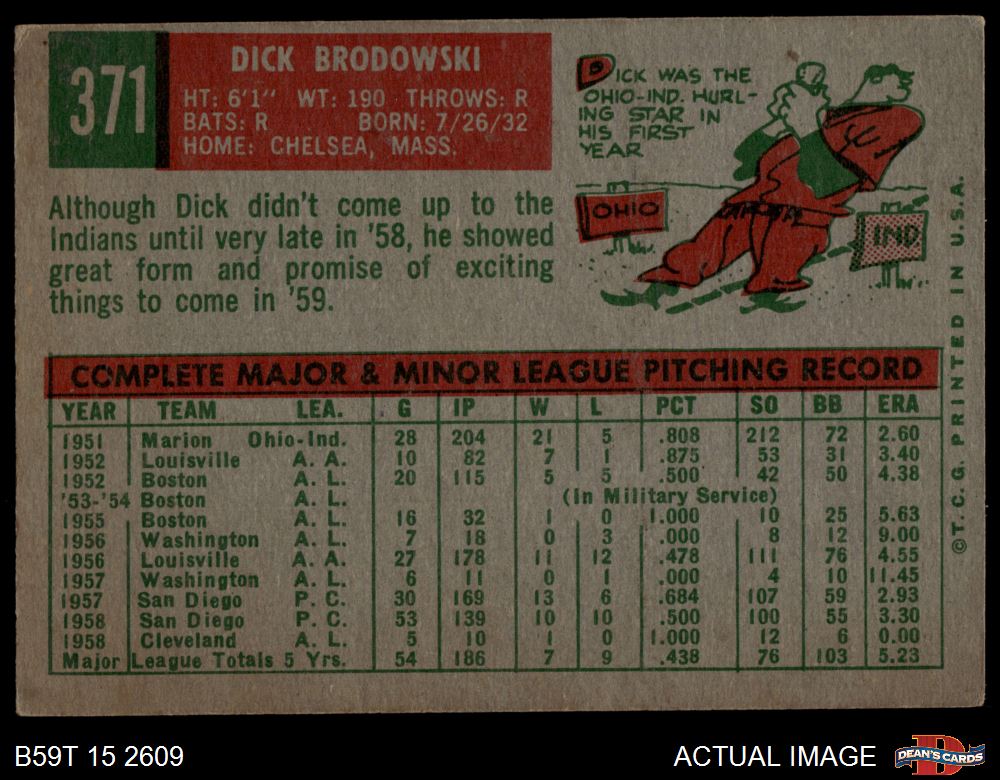 371
DICK BRODOWSKI
HT: 6'1" WT: 190 THROWS: R
BATS: R BORN: 7/26/32
HOME: CHELSEA, MASS.
DICK WAS THE
OHIO-IND. HURL-
ING STAR IN
HIS FIRST
YEAR
OHIO
IND
Although Dick didn't come up to the
Indians until very late in '58, he showed
great form and promise of exciting
things to come in '59.
COMPLETE MAJOR & MINOR LEAGUE PITCHING RECORD
YEAR TEAM LEA. G IP W L PCT SO BB ERA
1951 Marion Ohio-Ind. 28 204 21 5 .808 212 72 2.60
1952 Louisville A. A. 10 82 7 1 .875 53 31 3.40
1952 Boston A. L. 20 115 5 5 .500 42 50 4.38
'53-'54 Boston A. L. (In Military Service)
1955 Boston A. L. 16 32 1 0 1.000 10 25 5.63
1956 Washington A. L. 7 18 0 3 .000 8 12 9.00
1956 Louisville A. A. 27 178 11 12 .478 111 76 4.55
1957 Washington A. L. 6 11 0 1 .000 4 10 11.45
1957 San Diego P. C. 30 169 13 6 .684 107 59 2.93
1958 San Diego P. C. 53 139 10 10 .500 100 55 3.30
1958 Cleveland A. L. 5 10 1 0 1.000 12 6 0.00
Major League Totals 5 Yrs. 54 186 7 9 .438 76 103 5.23
©T.C.G. PRINTED IN U.S.A.
B59T 15 2609
ACTUAL IMAGE
DEAN'S CARDS